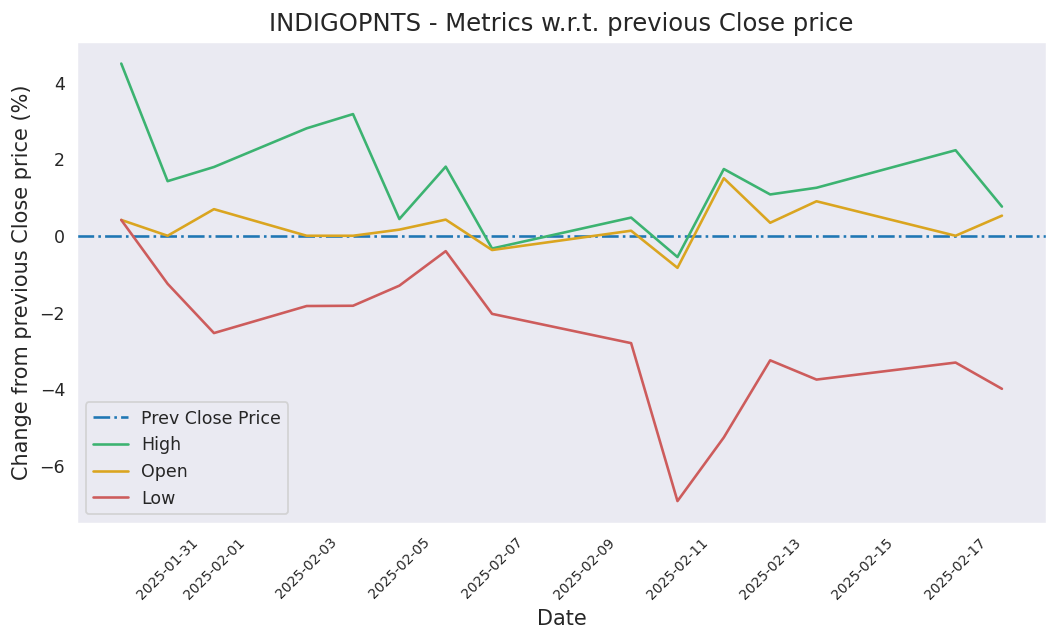 INDIGOPNTS - Metrics w.r.t. previous Close price
Change from previous Close price (%)
4
2
0
−2
−4
−6
Prev Close Price
High
Open
Low
2025-01-31
2025-02-01
2025-02-03
2025-02-05
2025-02-07
2025-02-09
2025-02-11
2025-02-13
2025-02-15
2025-02-17
Date